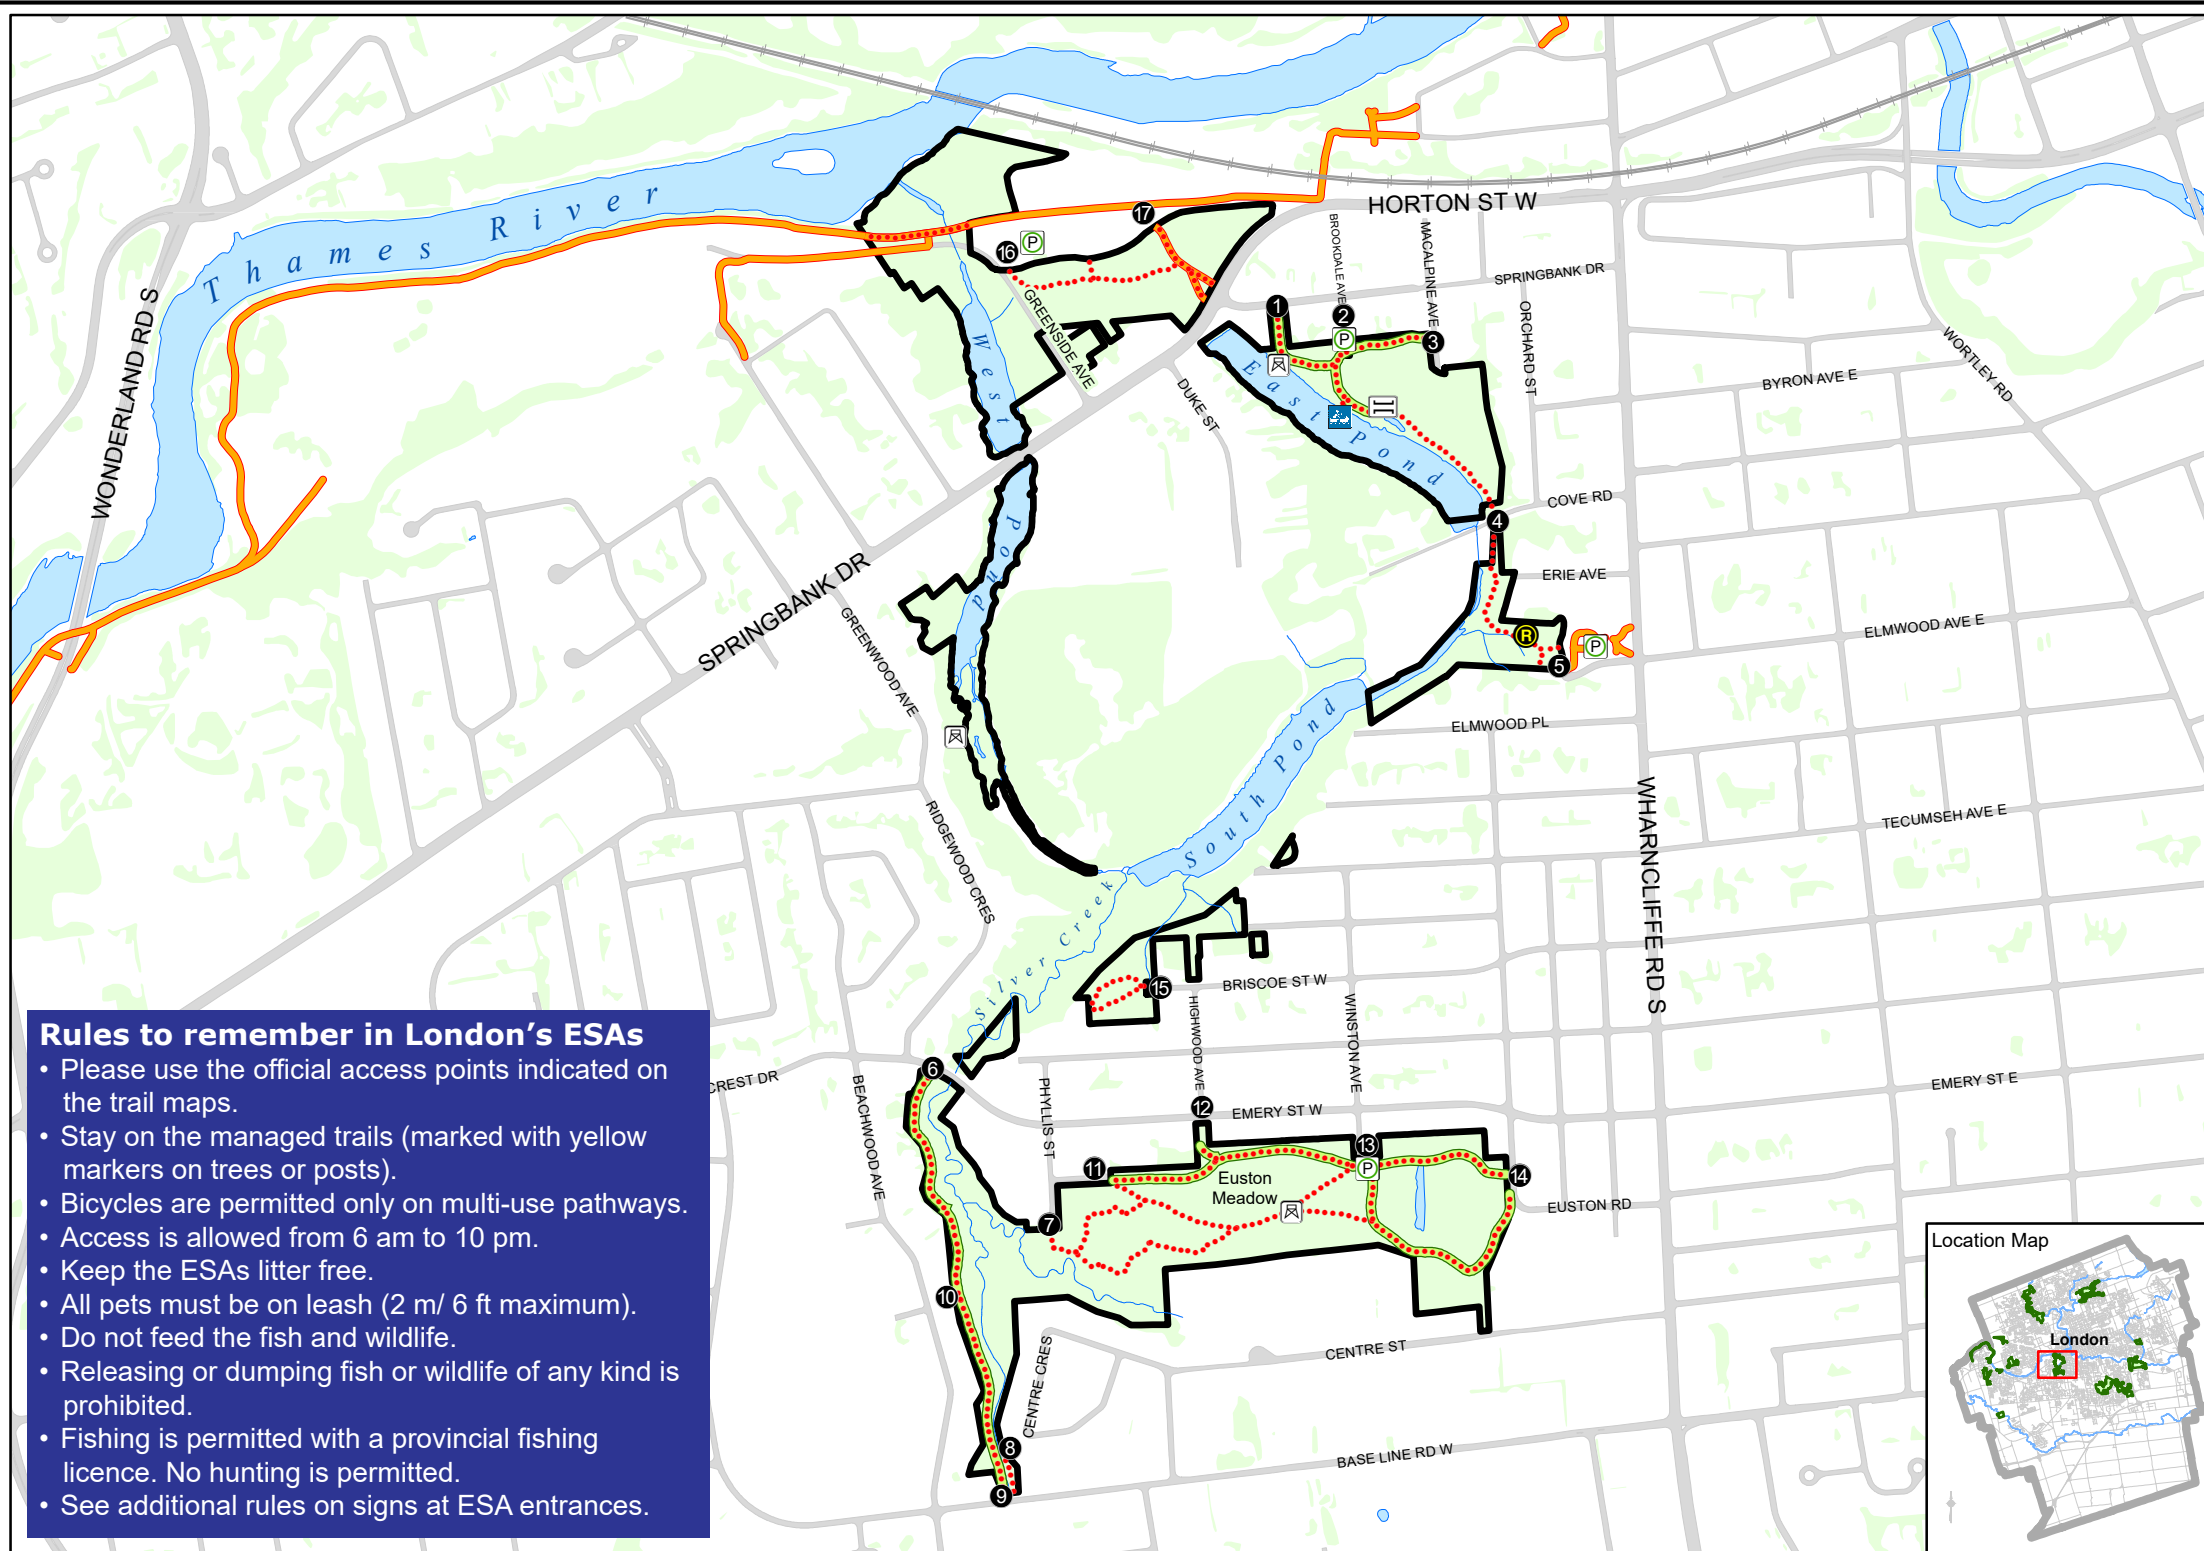 Thames River
WONDERLAND RD S
HORTON ST W
SPRINGBANK DR
BROOKDALE AVE
MACALPINE AVE
ORCHARD ST
WORTLEY RD
BYRON AVE E
17
16
P
1
2
P
3
GREENSIDE AVE
DUKE ST
West
Pond
East Pond
COVE RD
4
ERIE AVE
R
5
P
ELMWOOD AVE E
SPRINGBANK DR
GREENWOOD AVE
ELMWOOD PL
South Pond
RIDGEWOOD CRES
TECUMSEH AVE E
WHARNCLIFFE RD S
Silver Creek
15
BRISCOE ST W
HIGHWOOD AVE
WINSTON AVE
6
CREST DR
BEACHWOOD AVE
PHYLLIS ST
12
EMERY ST W
EMERY ST E
11
13
P
14
Euston
Meadow
EUSTON RD
7
10
CENTRE CRES
CENTRE ST
8
9
BASE LINE RD W
Rules to remember in London’s ESAs
• Please use the official access points indicated on
the trail maps.
• Stay on the managed trails (marked with yellow
markers on trees or posts).
• Bicycles are permitted only on multi-use pathways.
• Access is allowed from 6 am to 10 pm.
• Keep the ESAs litter free.
• All pets must be on leash (2 m/ 6 ft maximum).
• Do not feed the fish and wildlife.
• Releasing or dumping fish or wildlife of any kind is
prohibited.
• Fishing is permitted with a provincial fishing
licence. No hunting is permitted.
• See additional rules on signs at ESA entrances.
Location Map
London